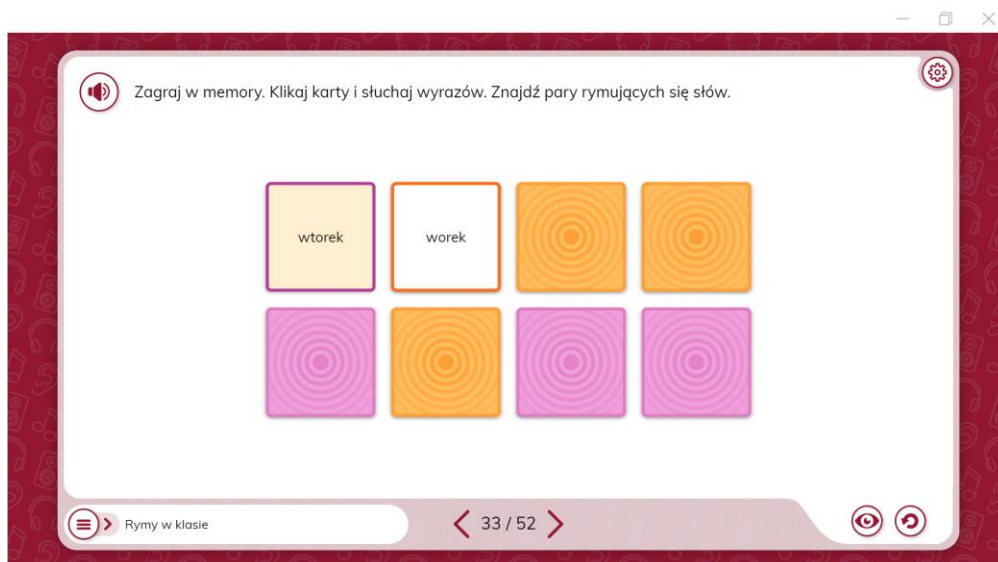 Zagraj w memory. Klikaj karty i słuchaj wyrazów. Znajdź pary rymujących się słów.
wtorek
worek
Rymy w klasie
33 / 52